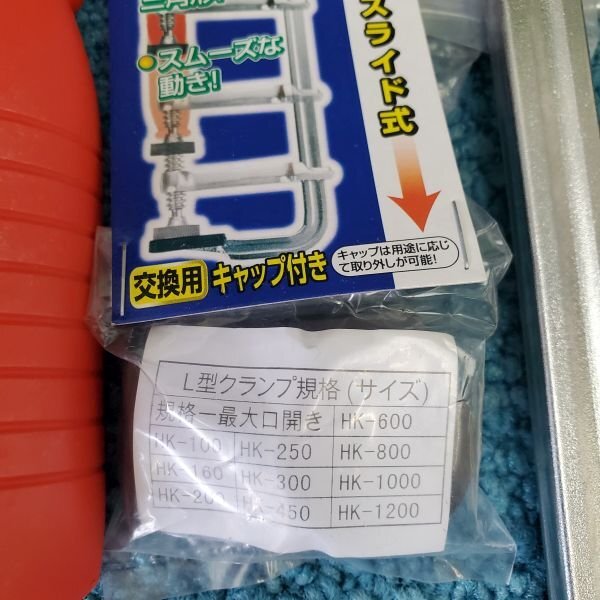 ●スムーズな
動き!
スライド式
交換用 キャップ付き
キャップは用途に応じ
て取り外しが可能!
L型クランプ規格(サイズ)
規格ー最大口開き HK-600
HK-100 HK-250 HK-800
HK-160 HK-300 HK-1000
HK-200 HK-450 HK-1200